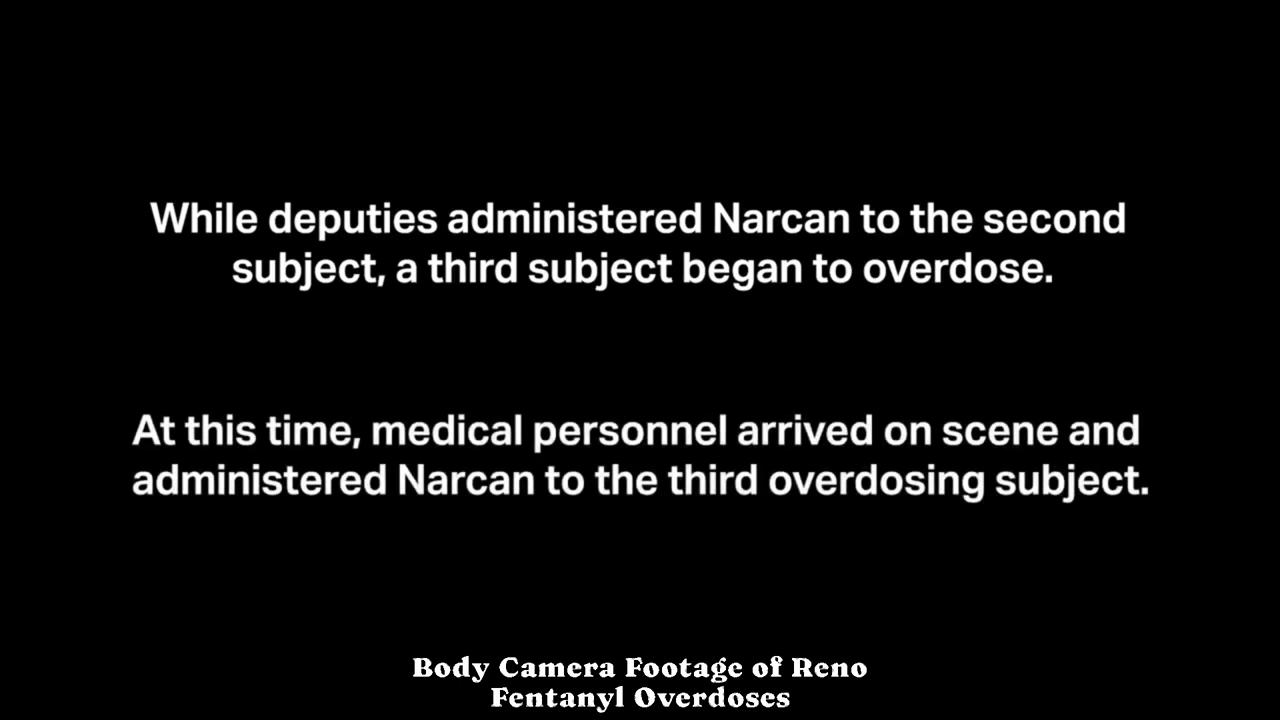 While deputies administered Narcan to the second
subject, a third subject began to overdose.
At this time, medical personnel arrived on scene and
administered Narcan to the third overdosing subject.
Body Camera Footage of Reno
Fentanyl Overdoses